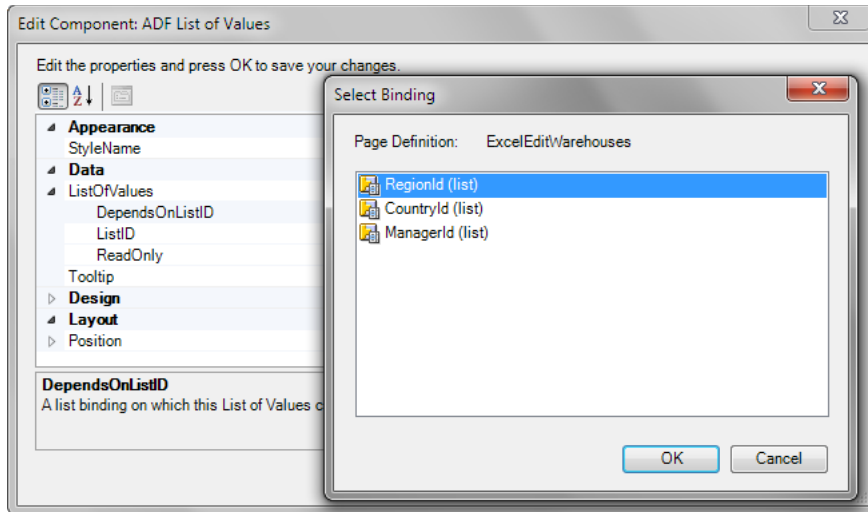 Edit Component: ADF List of Values
Edit the properties and press OK to save your changes.
Appearance
StyleName
Data
ListOfValues
DependsOnListID
ListID
ReadOnly
Tooltip
Design
Layout
Position
DependsOnListID
A list binding on which this List of Values c
Select Binding
Page Definition: ExcelEditWarehouses
RegionId (list)
CountryId (list)
ManagerId (list)
OK Cancel